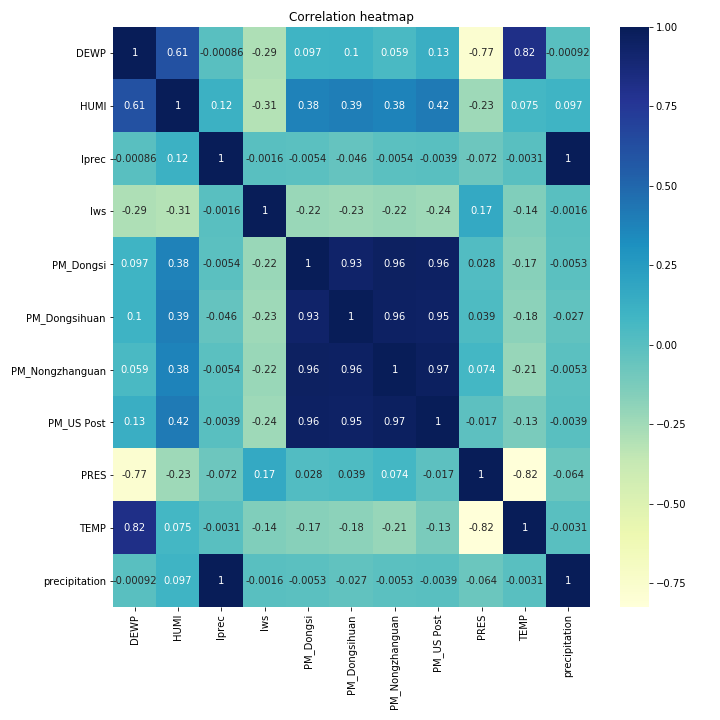 Correlation heatmap
DEWP 1 0.61 -0.00086 -0.29 0.097 0.1 0.059 0.13 -0.77 0.82 -0.00092
HUMI 0.61 1 0.12 -0.31 0.38 0.39 0.38 0.42 -0.23 0.075 0.097
Iprec -0.00086 0.12 1 -0.0016 -0.0054 -0.046 -0.0054 -0.0039 -0.072 -0.0031 1
Iws -0.29 -0.31 -0.0016 1 -0.22 -0.23 -0.22 -0.24 0.17 -0.14 -0.0016
PM_Dongsi 0.097 0.38 -0.0054 -0.22 1 0.93 0.96 0.96 0.028 -0.17 -0.0053
PM_Dongsihuan 0.1 0.39 -0.046 -0.23 0.93 1 0.96 0.95 0.039 -0.18 -0.027
PM_Nongzhanguan 0.059 0.38 -0.0054 -0.22 0.96 0.96 1 0.97 0.074 -0.21 -0.0053
PM_US Post 0.13 0.42 -0.0039 -0.24 0.96 0.95 0.97 1 -0.017 -0.13 -0.0039
PRES -0.77 -0.23 -0.072 0.17 0.028 0.039 0.074 -0.017 1 -0.82 -0.064
TEMP 0.82 0.075 -0.0031 -0.14 -0.17 -0.18 -0.21 -0.13 -0.82 1 -0.0031
precipitation -0.00092 0.097 1 -0.0016 -0.0053 -0.027 -0.0053 -0.0039 -0.064 -0.0031 1
DEWP
HUMI
Iprec
Iws
PM_Dongsi
PM_Dongsihuan
PM_Nongzhanguan
PM_US Post
PRES
TEMP
precipitation
1.00
0.75
0.50
0.25
0.00
−0.25
−0.50
−0.75